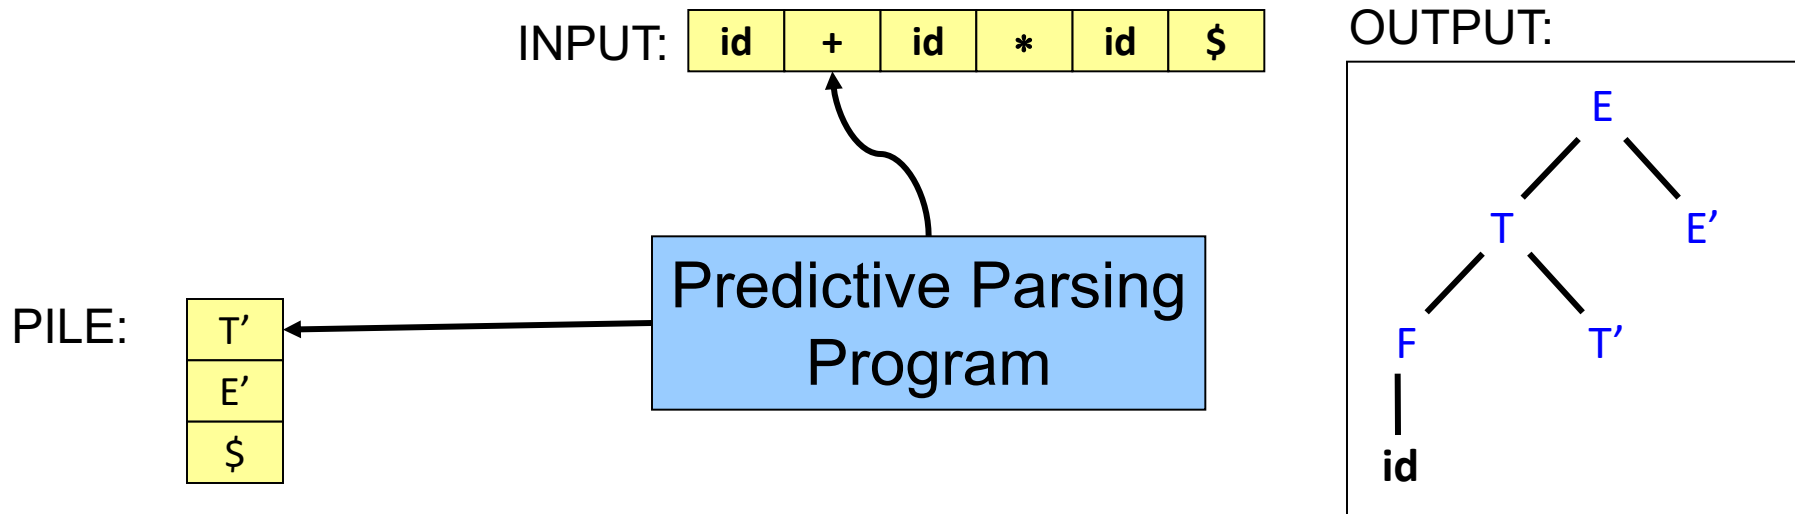 INPUT: id + id * id $
OUTPUT:
E
T E’
F T’
id
Predictive Parsing
Program
PILE:
T’
E’
$